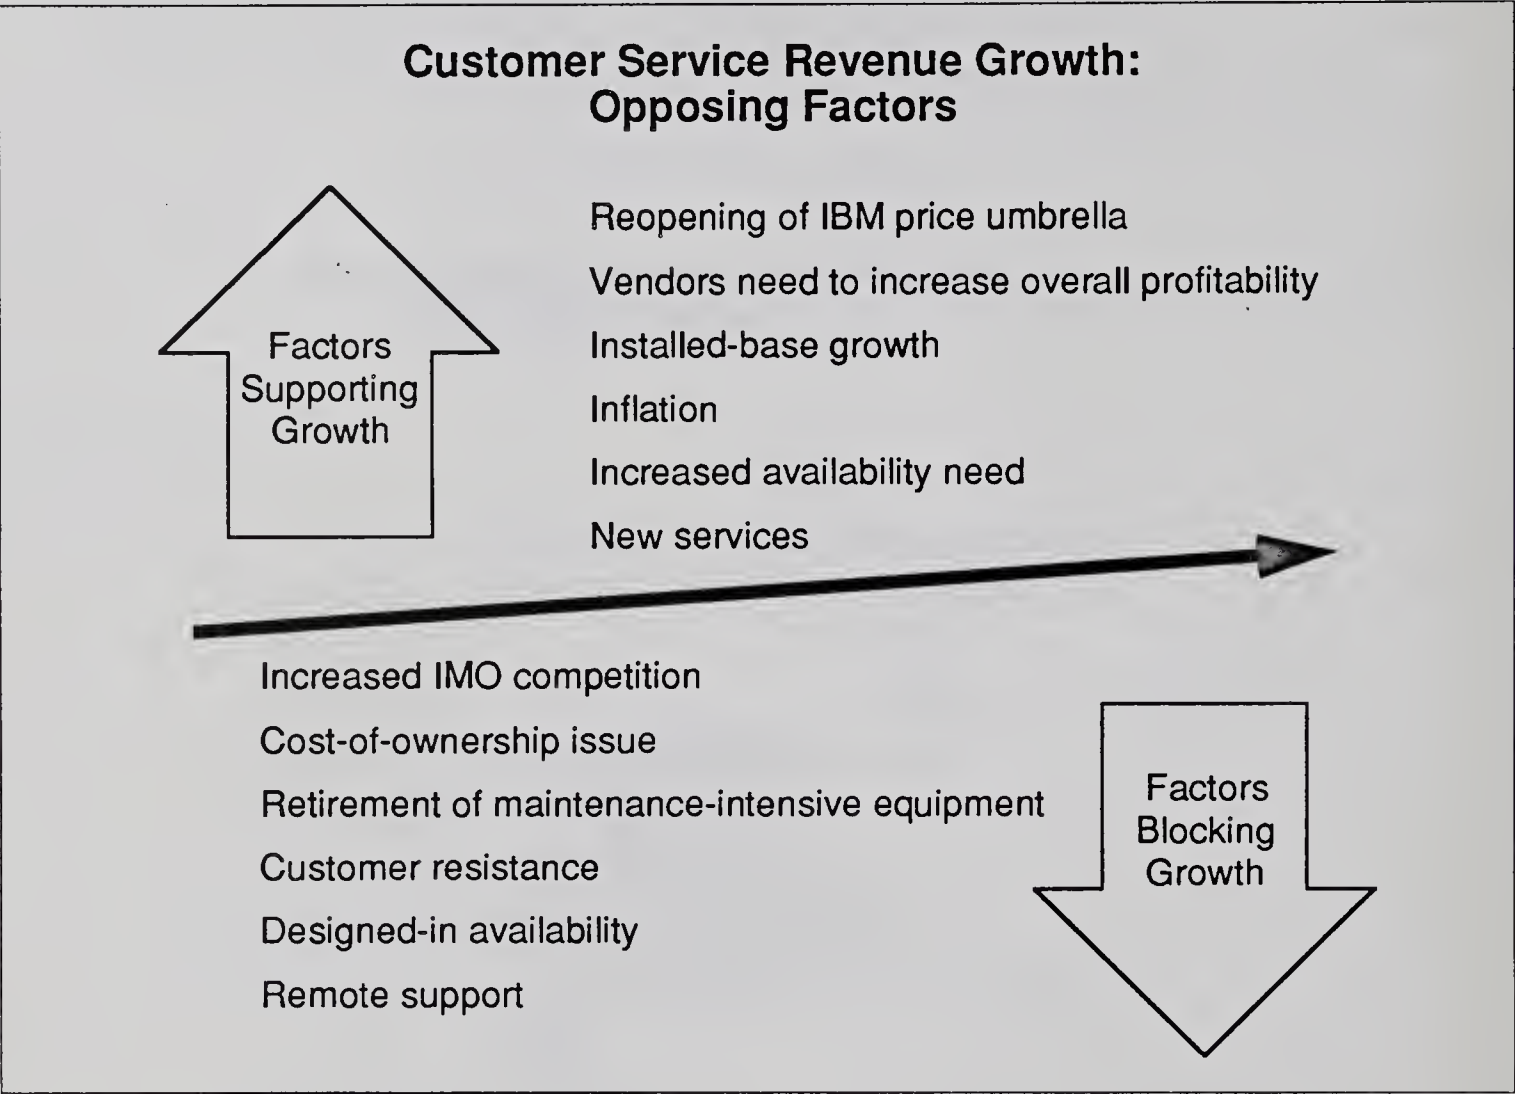 Customer Service Revenue Growth:
Opposing Factors
Factors
Supporting
Growth
Reopening of IBM price umbrella
Vendors need to increase overall profitability
Installed-base growth
Inflation
Increased availability need
New services
Increased IMO competition
Cost-of-ownership issue
Retirement of maintenance-intensive equipment
Customer resistance
Designed-in availability
Remote support
Factors
Blocking
Growth